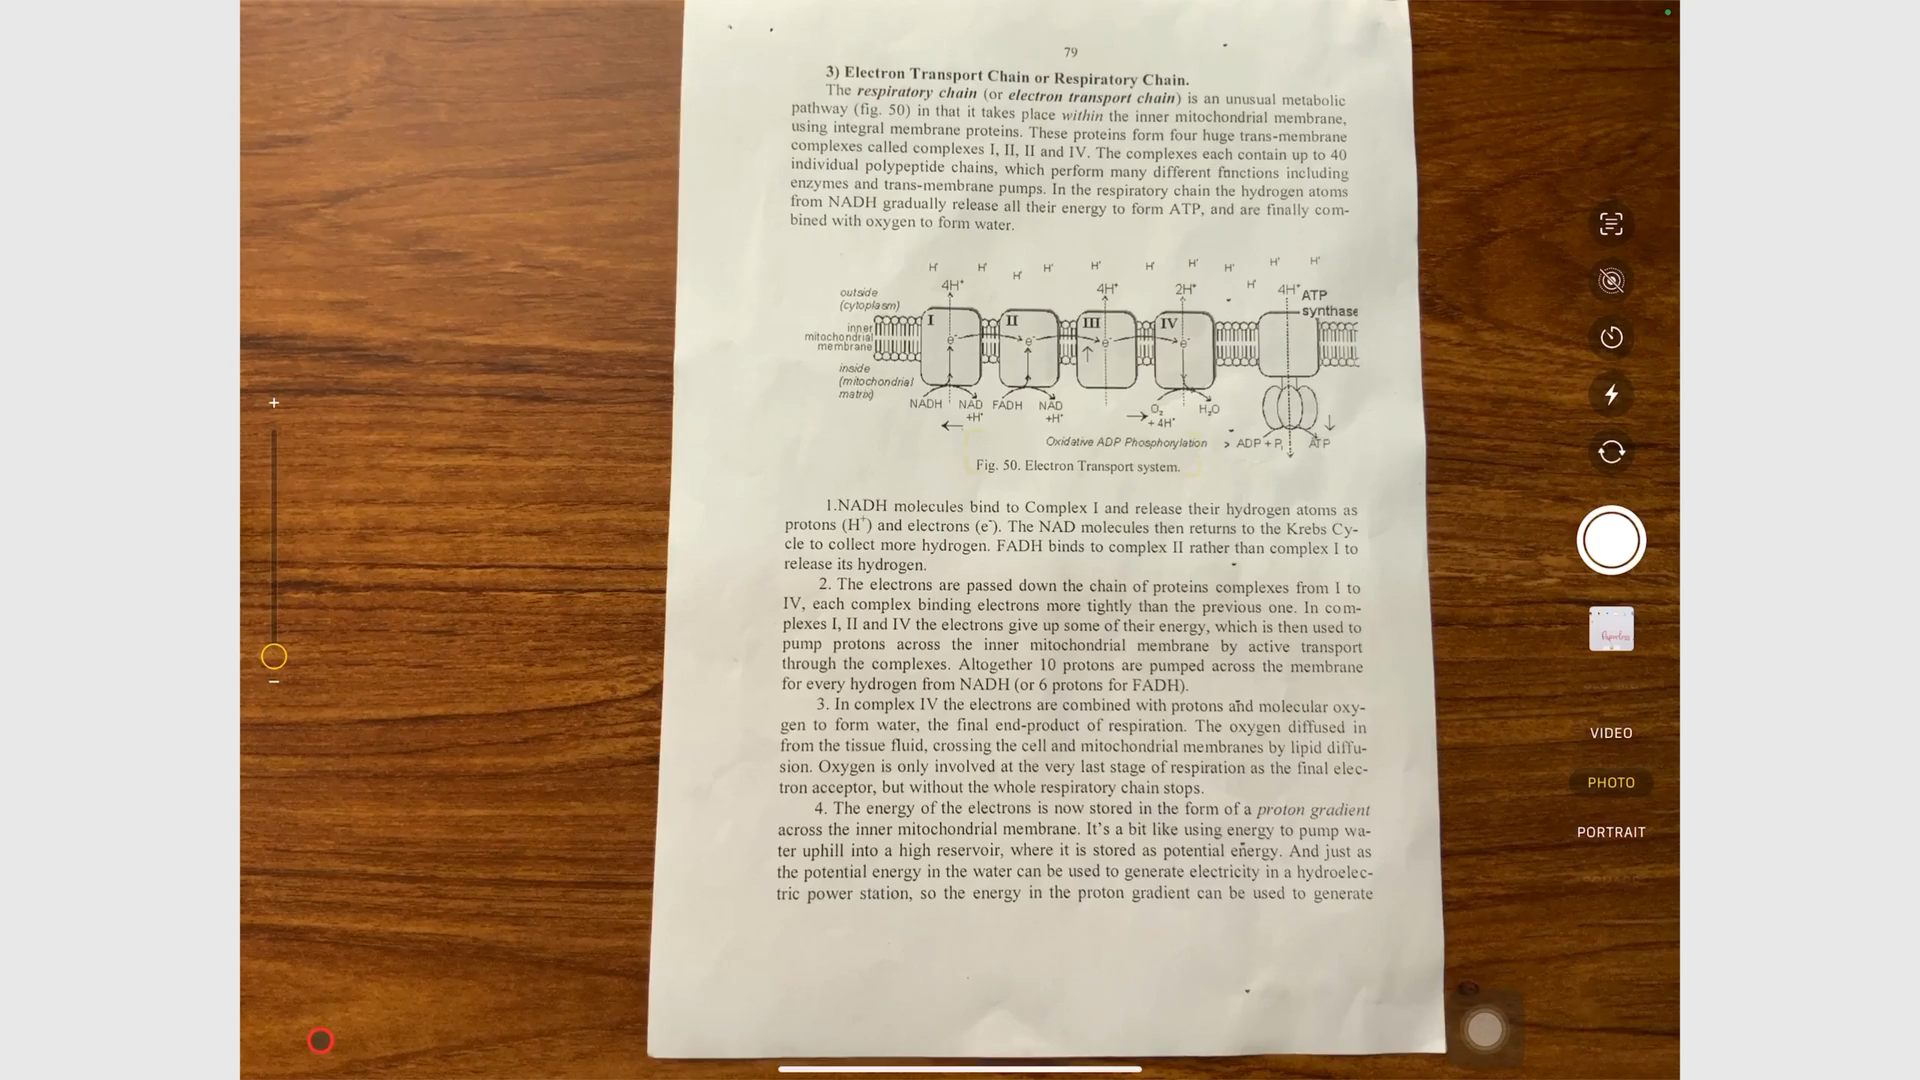 79
3) Electron Transport Chain or Respiratory Chain.
The respiratory chain (or electron transport chain) is an unusual metabolic
pathway (fig. 50) in that it takes place within the inner mitochondrial membrane,
using integral membrane proteins. These proteins form four huge trans-membrane
complexes called complexes I, II, II and IV. The complexes each contain up to 40
individual polypeptide chains, which perform many different functions including
enzymes and trans-membrane pumps. In the respiratory chain the hydrogen atoms
from NADH gradually release all their energy to form ATP, and are finally com-
bined with oxygen to form water.
H⁺ H⁺ H⁺ H⁺ H⁺ H⁺ H⁺ H⁺ H⁺ H⁺ H⁺
outside
(cytoplasm)
4H⁺ 4H⁺ 2H⁺ 4H⁺ ATP
synthase
I II III IV
inner
mitochondrial
membrane
e⁻ e⁻ e⁻ e⁻
inside
(mitochondrial
matrix)
NADH NAD FADH NAD O₂ H₂O
+H⁺ +H⁺ + 4H⁺
Oxidative ADP Phosphorylation > ADP + Pᵢ ATP
Fig. 50. Electron Transport system.
1.NADH molecules bind to Complex I and release their hydrogen atoms as
protons (H⁺) and electrons (e⁻). The NAD molecules then returns to the Krebs Cy-
cle to collect more hydrogen. FADH binds to complex II rather than complex I to
release its hydrogen.
2. The electrons are passed down the chain of proteins complexes from I to
IV, each complex binding electrons more tightly than the previous one. In com-
plexes I, II and IV the electrons give up some of their energy, which is then used to
pump protons across the inner mitochondrial membrane by active transport
through the complexes. Altogether 10 protons are pumped across the membrane
for every hydrogen from NADH (or 6 protons for FADH).
3. In complex IV the electrons are combined with protons and molecular oxy-
gen to form water, the final end-product of respiration. The oxygen diffused in
from the tissue fluid, crossing the cell and mitochondrial membranes by lipid diffu-
sion. Oxygen is only involved at the very last stage of respiration as the final elec-
tron acceptor, but without the whole respiratory chain stops.
4. The energy of the electrons is now stored in the form of a proton gradient
across the inner mitochondrial membrane. It's a bit like using energy to pump wa-
ter uphill into a high reservoir, where it is stored as potential energy. And just as
the potential energy in the water can be used to generate electricity in a hydroelec-
tric power station, so the energy in the proton gradient can be used to generate
VIDEO
PHOTO
PORTRAIT